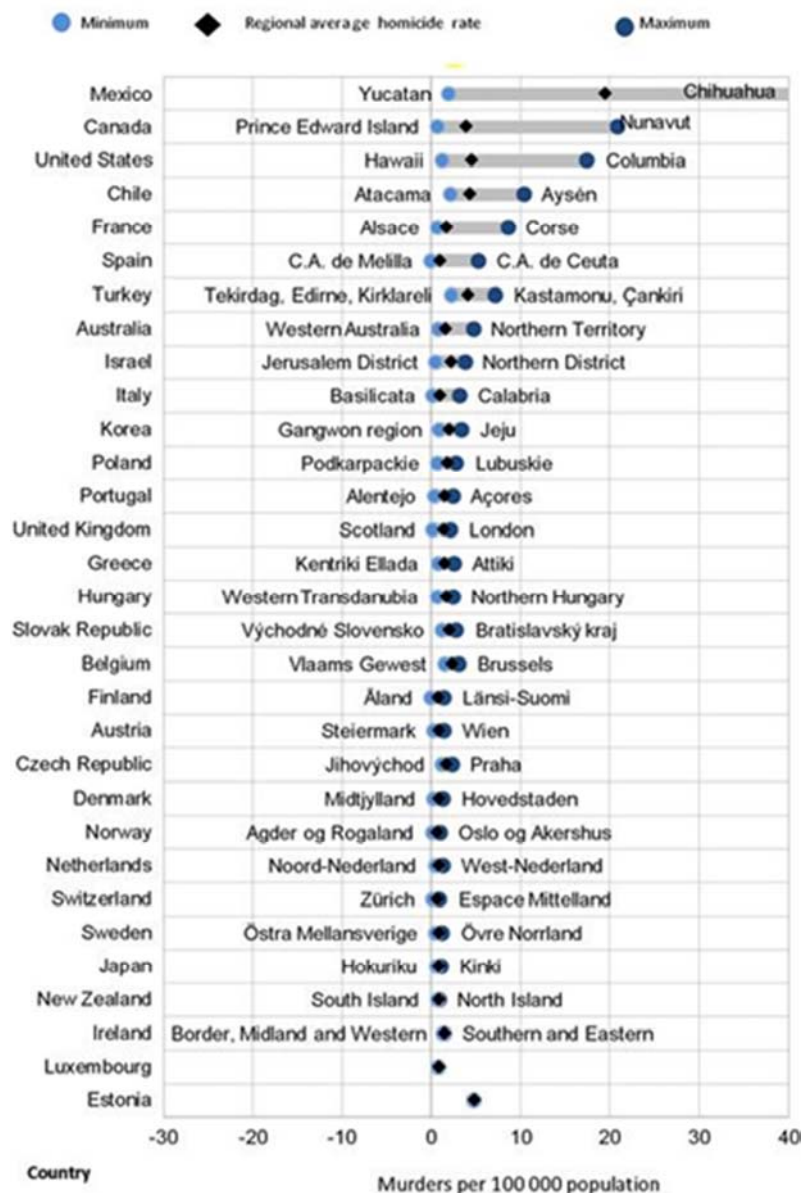 Minimum Regional average homicide rate Maximum
Mexico Yucatan Chihuahua
Canada Prince Edward Island Nunavut
United States Hawaii Columbia
Chile Atacama Aysén
France Alsace Corse
Spain C.A. de Melilla C.A. de Ceuta
Turkey Tekirdag, Edirne, Kirklareli Kastamonu, Çankiri
Australia Western Australia Northern Territory
Israel Jerusalem District Northern District
Italy Basilicata Calabria
Korea Gangwon region Jeju
Poland Podkarpackie Lubuskie
Portugal Alentejo Açores
United Kingdom Scotland London
Greece Kentriki Ellada Attiki
Hungary Western Transdanubia Northern Hungary
Slovak Republic Východné Slovensko Bratislavský kraj
Belgium Vlaams Gewest Brussels
Finland Åland Länsi-Suomi
Austria Steiermark Wien
Czech Republic Jihovýchod Praha
Denmark Midtjylland Hovedstaden
Norway Agder og Rogaland Oslo og Akershus
Netherlands Noord-Nederland West-Nederland
Switzerland Zürich Espace Mittelland
Sweden Östra Mellansverige Övre Norrland
Japan Hokuriku Kinki
New Zealand South Island North Island
Ireland Border, Midland and Western Southern and Eastern
Luxembourg
Estonia
-30 -20 -10 0 10 20 30 40
Country Murders per 100 000 population